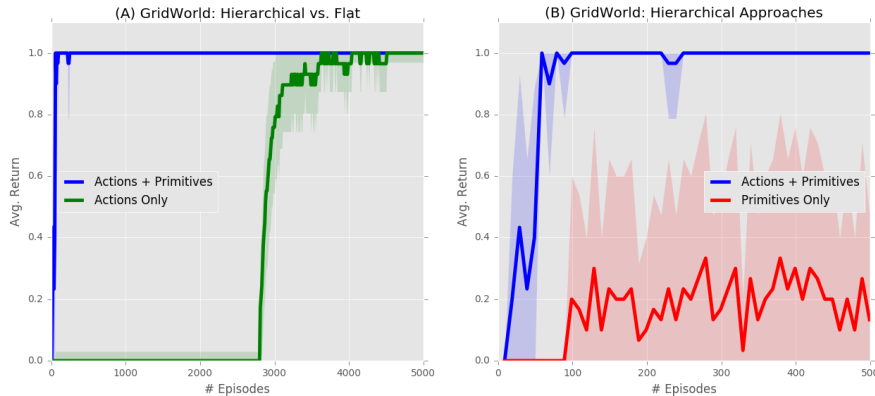 (A) GridWorld: Hierarchical vs. Flat
Avg. Return
1.0
0.8
0.6
0.4
0.2
0.0
0
1000
2000
3000
4000
5000
# Episodes
Actions + Primitives
Actions Only
(B) GridWorld: Hierarchical Approaches
Avg. Return
1.0
0.8
0.6
0.4
0.2
0.0
0
100
200
300
400
500
# Episodes
Actions + Primitives
Primitives Only